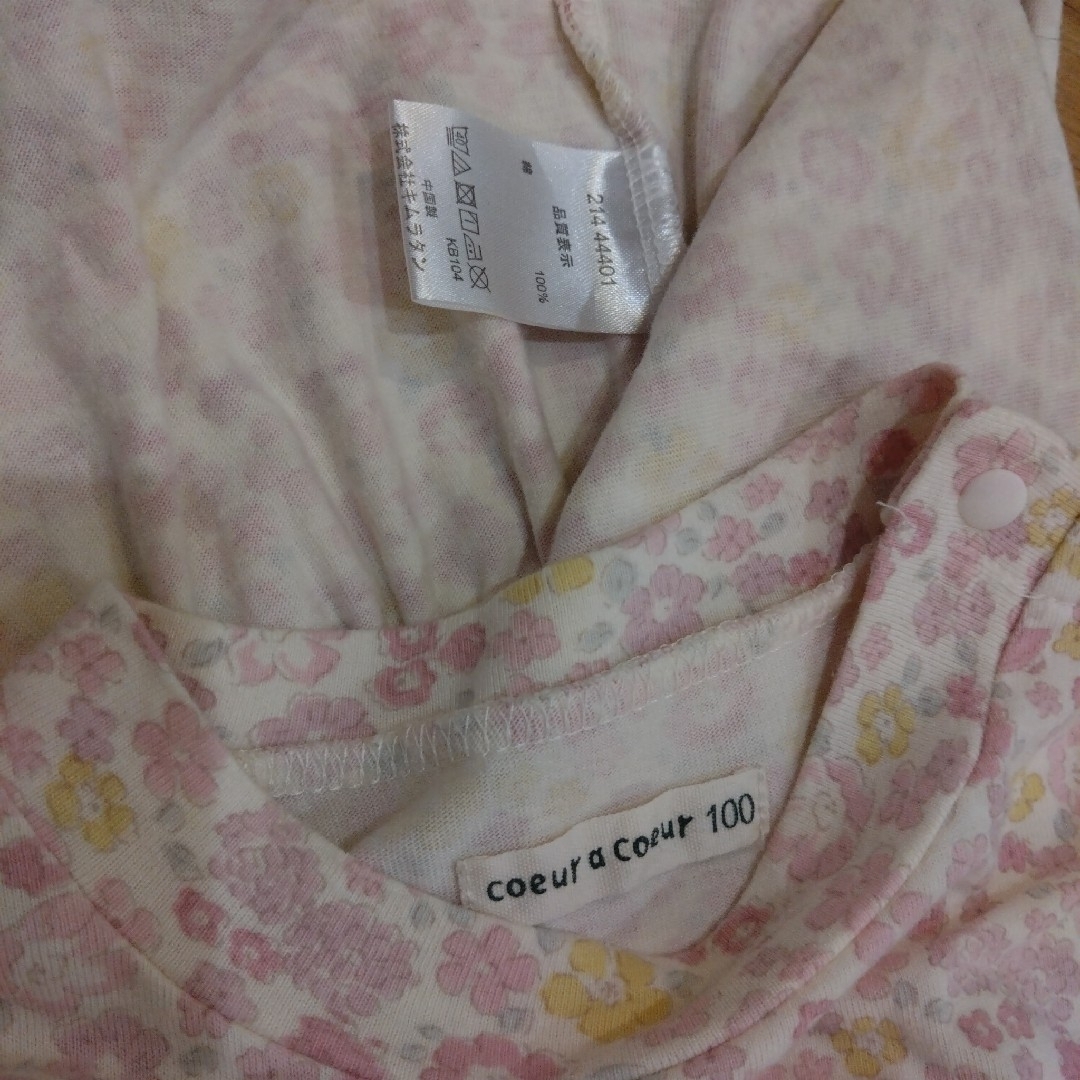 214 44401
品質表示
綿 100%
40
中国製 KB104
株式会社キムラタン
coeur a coeur 100